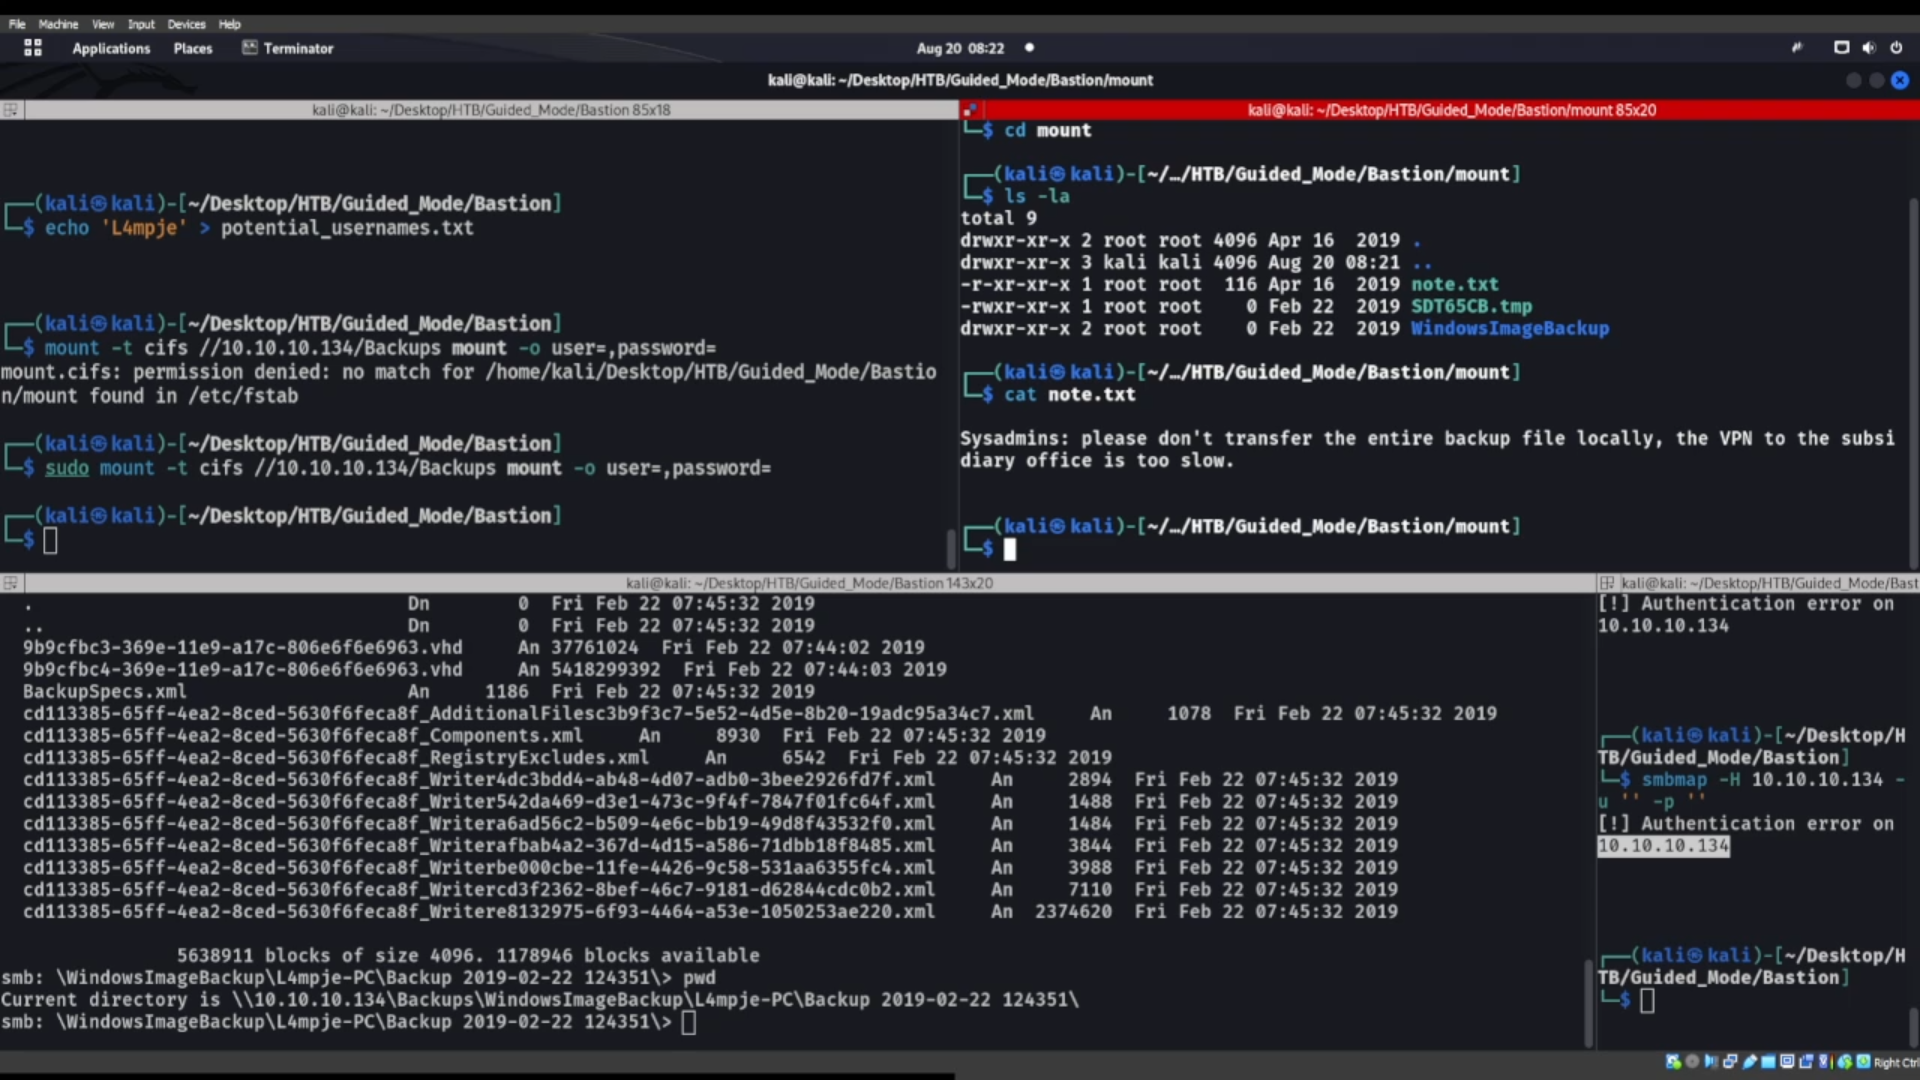 File Machine View Input Devices Help
Applications Places Terminator Aug 20 08:22
kali@kali: ~/Desktop/HTB/Guided_Mode/Bastion/mount
kali@kali: ~/Desktop/HTB/Guided_Mode/Bastion 85x18
┌──(kali㉿kali)-[~/Desktop/HTB/Guided_Mode/Bastion]
└─$ echo 'L4mpje' > potential_usernames.txt
┌──(kali㉿kali)-[~/Desktop/HTB/Guided_Mode/Bastion]
└─$ mount -t cifs //10.10.10.134/Backups mount -o user=,password=
mount.cifs: permission denied: no match for /home/kali/Desktop/HTB/Guided_Mode/Bastio
n/mount found in /etc/fstab
┌──(kali㉿kali)-[~/Desktop/HTB/Guided_Mode/Bastion]
└─$ sudo mount -t cifs //10.10.10.134/Backups mount -o user=,password=
┌──(kali㉿kali)-[~/Desktop/HTB/Guided_Mode/Bastion]
└─$
kali@kali: ~/Desktop/HTB/Guided_Mode/Bastion/mount 85x20
└─$ cd mount
┌──(kali㉿kali)-[~/…/HTB/Guided_Mode/Bastion/mount]
└─$ ls -la
total 9
drwxr-xr-x 2 root root 4096 Apr 16  2019 .
drwxr-xr-x 3 kali kali 4096 Aug 20 08:21 ..
-r-xr-xr-x 1 root root  116 Apr 16  2019 note.txt
-rwxr-xr-x 1 root root    0 Feb 22  2019 SDT65CB.tmp
drwxr-xr-x 2 root root    0 Feb 22  2019 WindowsImageBackup
┌──(kali㉿kali)-[~/…/HTB/Guided_Mode/Bastion/mount]
└─$ cat note.txt
Sysadmins: please don't transfer the entire backup file locally, the VPN to the subsi
diary office is too slow.
┌──(kali㉿kali)-[~/…/HTB/Guided_Mode/Bastion/mount]
└─$
kali@kali: ~/Desktop/HTB/Guided_Mode/Bastion 143x20
. Dn 0 Fri Feb 22 07:45:32 2019
.. Dn 0 Fri Feb 22 07:45:32 2019
9b9cfbc3-369e-11e9-a17c-806e6f6e6963.vhd An 37761024 Fri Feb 22 07:44:02 2019
9b9cfbc4-369e-11e9-a17c-806e6f6e6963.vhd An 5418299392 Fri Feb 22 07:44:03 2019
BackupSpecs.xml An 1186 Fri Feb 22 07:45:32 2019
cd113385-65ff-4ea2-8ced-5630f6feca8f_AdditionalFilesc3b9f3c7-5e52-4d5e-8b20-19adc95a34c7.xml An 1078 Fri Feb 22 07:45:32 2019
cd113385-65ff-4ea2-8ced-5630f6feca8f_Components.xml An 8930 Fri Feb 22 07:45:32 2019
cd113385-65ff-4ea2-8ced-5630f6feca8f_RegistryExcludes.xml An 6542 Fri Feb 22 07:45:32 2019
cd113385-65ff-4ea2-8ced-5630f6feca8f_Writer4dc3bdd4-ab48-4d07-adb0-3bee2926fd7f.xml An 2894 Fri Feb 22 07:45:32 2019
cd113385-65ff-4ea2-8ced-5630f6feca8f_Writer542da469-d3e1-473c-9f4f-7847f01fc64f.xml An 1488 Fri Feb 22 07:45:32 2019
cd113385-65ff-4ea2-8ced-5630f6feca8f_Writera6ad56c2-b509-4e6c-bb19-49d8f43532f0.xml An 1484 Fri Feb 22 07:45:32 2019
cd113385-65ff-4ea2-8ced-5630f6feca8f_Writerafbab4a2-367d-4d15-a586-71dbb18f8485.xml An 3844 Fri Feb 22 07:45:32 2019
cd113385-65ff-4ea2-8ced-5630f6feca8f_Writerbe000cbe-11fe-4426-9c58-531aa6355fc4.xml An 3988 Fri Feb 22 07:45:32 2019
cd113385-65ff-4ea2-8ced-5630f6feca8f_Writercd3f2362-8bef-46c7-9181-d62844cdc0b2.xml An 7110 Fri Feb 22 07:45:32 2019
cd113385-65ff-4ea2-8ced-5630f6feca8f_Writere8132975-6f93-4464-a53e-1050253ae220.xml An 2374620 Fri Feb 22 07:45:32 2019
5638911 blocks of size 4096. 1178946 blocks available
smb: \WindowsImageBackup\L4mpje-PC\Backup 2019-02-22 124351\> pwd
Current directory is \\10.10.10.134\Backups\WindowsImageBackup\L4mpje-PC\Backup 2019-02-22 124351\
smb: \WindowsImageBackup\L4mpje-PC\Backup 2019-02-22 124351\>
kali@kali: ~/Desktop/HTB/Guided_Mode/Bast
[!] Authentication error on
10.10.10.134
┌──(kali㉿kali)-[~/Desktop/H
TB/Guided_Mode/Bastion]
└─$ smbmap -H 10.10.10.134 -
u '' -p ''
[!] Authentication error on
10.10.10.134
┌──(kali㉿kali)-[~/Desktop/H
TB/Guided_Mode/Bastion]
└─$
Right Ctrl